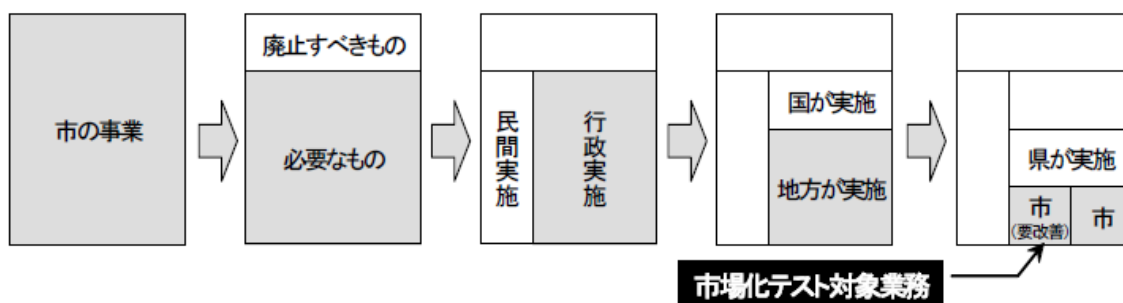 市の事業
廃止すべきもの
必要なもの
民間実施
行政実施
国が実施
地方が実施
県が実施
市
(要改善)
市
市場化テスト対象業務